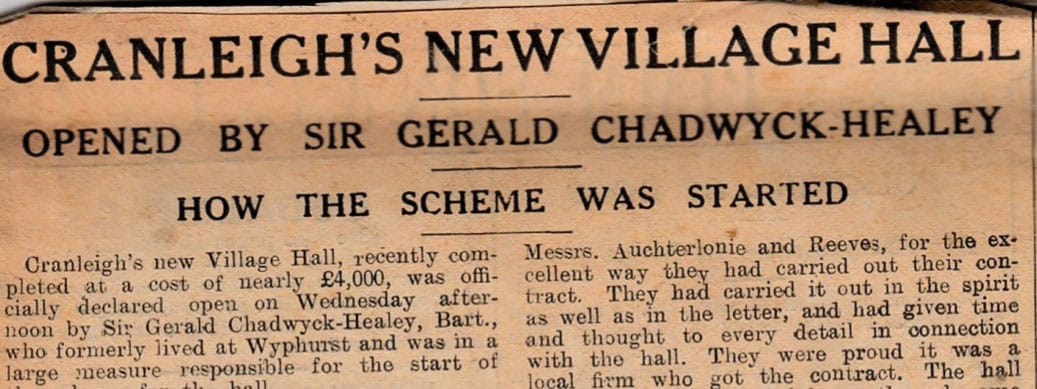 CRANLEIGH'S NEW VILLAGE HALL
OPENED BY SIR GERALD CHADWYCK-HEALEY
HOW THE SCHEME WAS STARTED
Cranleigh's new Village Hall, recently com-
pleted at a cost of nearly £4,000, was offi-
cially declared open on Wednesday after-
noon by Sir Gerald Chadwyck-Healey, Bart.,
who formerly lived at Wyphurst and was in a
large measure responsible for the start of
for the hall
Messrs. Auchterlonie and Reeves, for the ex-
cellent way they had carried out their con-
tract. They had carried it out in the spirit
as well as in the letter, and had given time
and thought to every detail in connection
with the hall. They were proud it was a
local firm who got the contract. The hall